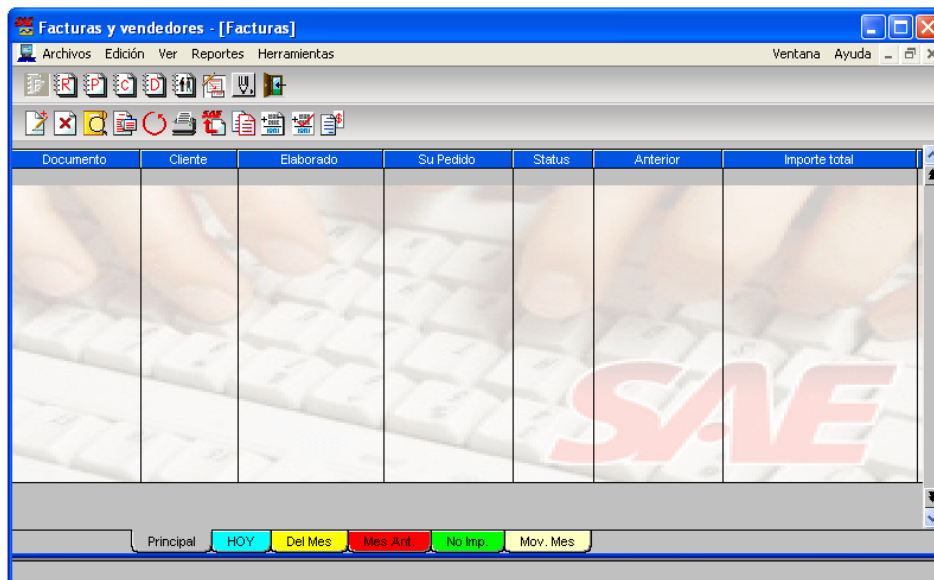 Facturas y vendedores - [Facturas]
Archivos Edición Ver Reportes Herramientas Ventana Ayuda
R P C D
SAE
Documento Cliente Elaborado Su Pedido Status Anterior Importe total
SAE
Principal HOY Del Mes Mes Ant. No Imp. Mov. Mes